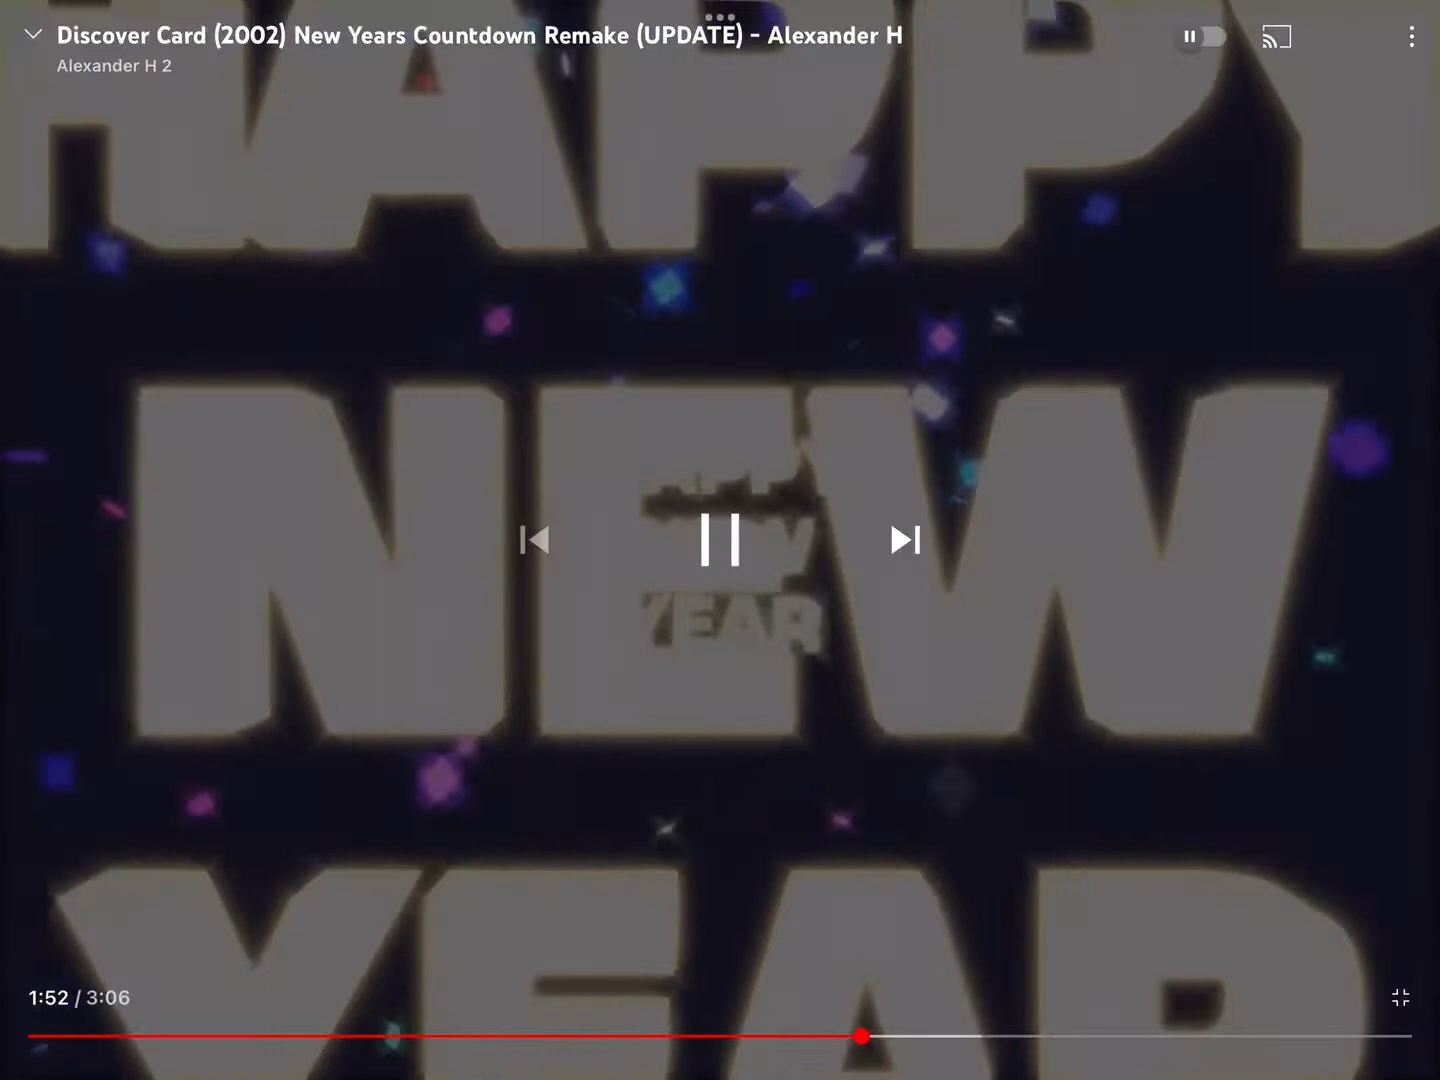 Discover Card (2002) New Years Countdown Remake (UPDATE) - Alexander H
Alexander H 2
HAPPY
NEW
YEAR
YEAR
1:52 / 3:06